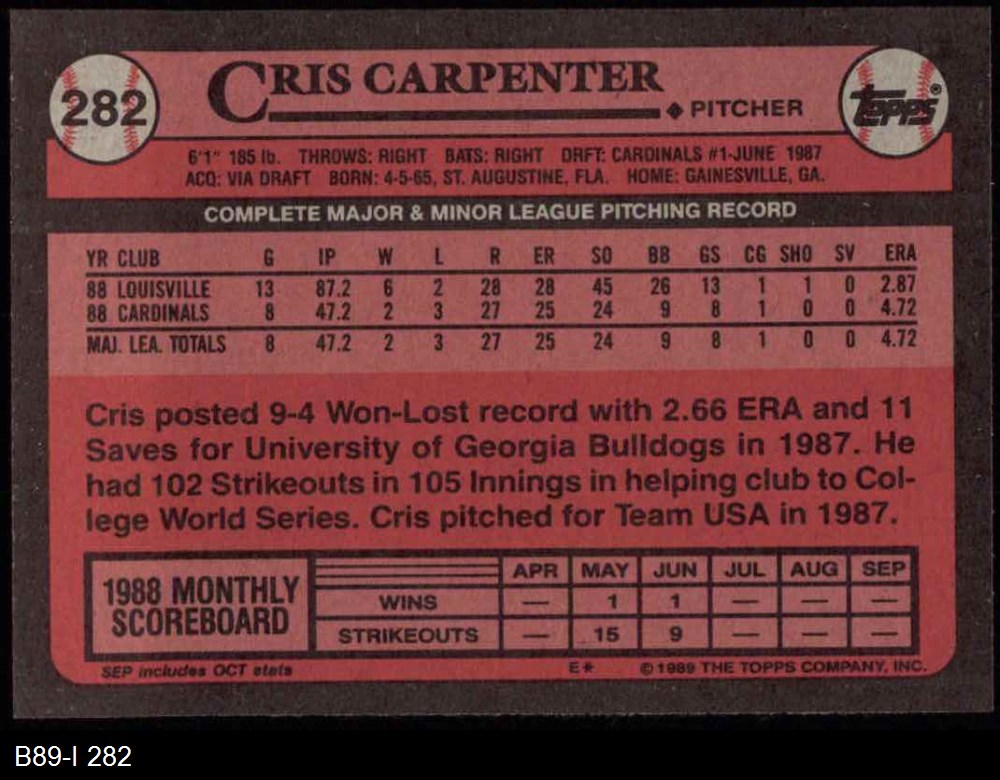 282
CRIS CARPENTER
◆ PITCHER
TOPPS®
6'1" 185 lb. THROWS: RIGHT BATS: RIGHT DRFT: CARDINALS #1-JUNE 1987
ACQ: VIA DRAFT BORN: 4-5-65, ST. AUGUSTINE, FLA. HOME: GAINESVILLE, GA.
COMPLETE MAJOR & MINOR LEAGUE PITCHING RECORD
YR CLUB G IP W L R ER SO BB GS CG SHO SV ERA
88 LOUISVILLE 13 87.2 6 2 28 28 45 26 13 1 1 0 2.87
88 CARDINALS 8 47.2 2 3 27 25 24 9 8 1 0 0 4.72
MAJ. LEA. TOTALS 8 47.2 2 3 27 25 24 9 8 1 0 0 4.72
Cris posted 9-4 Won-Lost record with 2.66 ERA and 11
Saves for University of Georgia Bulldogs in 1987. He
had 102 Strikeouts in 105 Innings in helping club to Col-
lege World Series. Cris pitched for Team USA in 1987.
1988 MONTHLY
SCOREBOARD
APR MAY JUN JUL AUG SEP
WINS — 1 1 — — —
STRIKEOUTS — 15 9 — — —
SEP includes OCT stats
E* © 1989 THE TOPPS COMPANY, INC.
B89-I 282